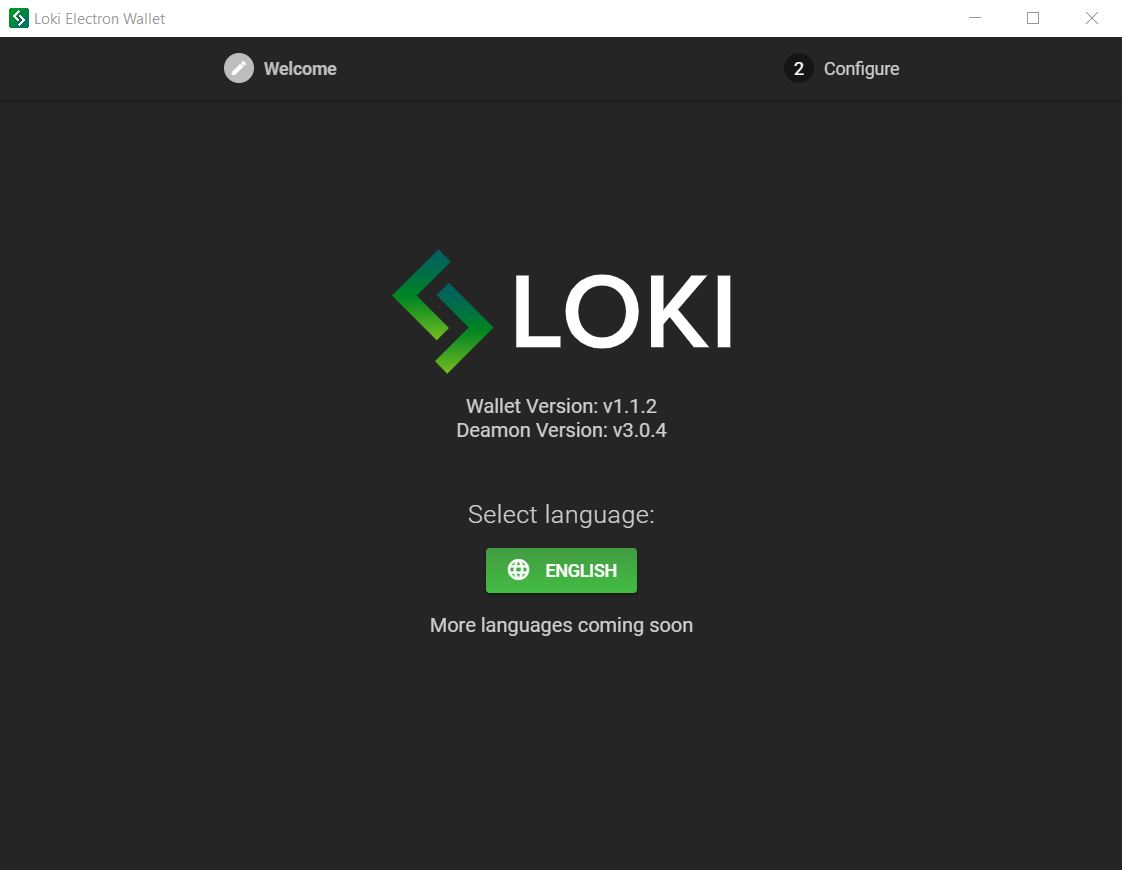 Loki Electron Wallet
Welcome
2 Configure
LOKI
Wallet Version: v1.1.2
Deamon Version: v3.0.4
Select language:
ENGLISH
More languages coming soon